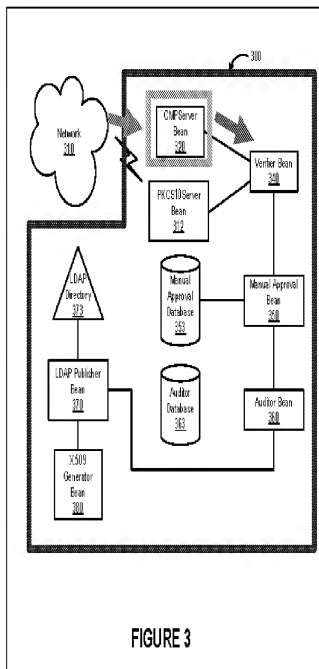 300
Network
310
CMPServer
Bean
320
Verifier Bean
340
PKCS10Server
Bean
312
LDAP
Directory
373
Manual
Approval
Database
353
Manual Approval
Bean
350
LDAP Publisher
Bean
370
Auditor
Database
363
Auditor Bean
360
X509
Generator
Bean
380
FIGURE 3